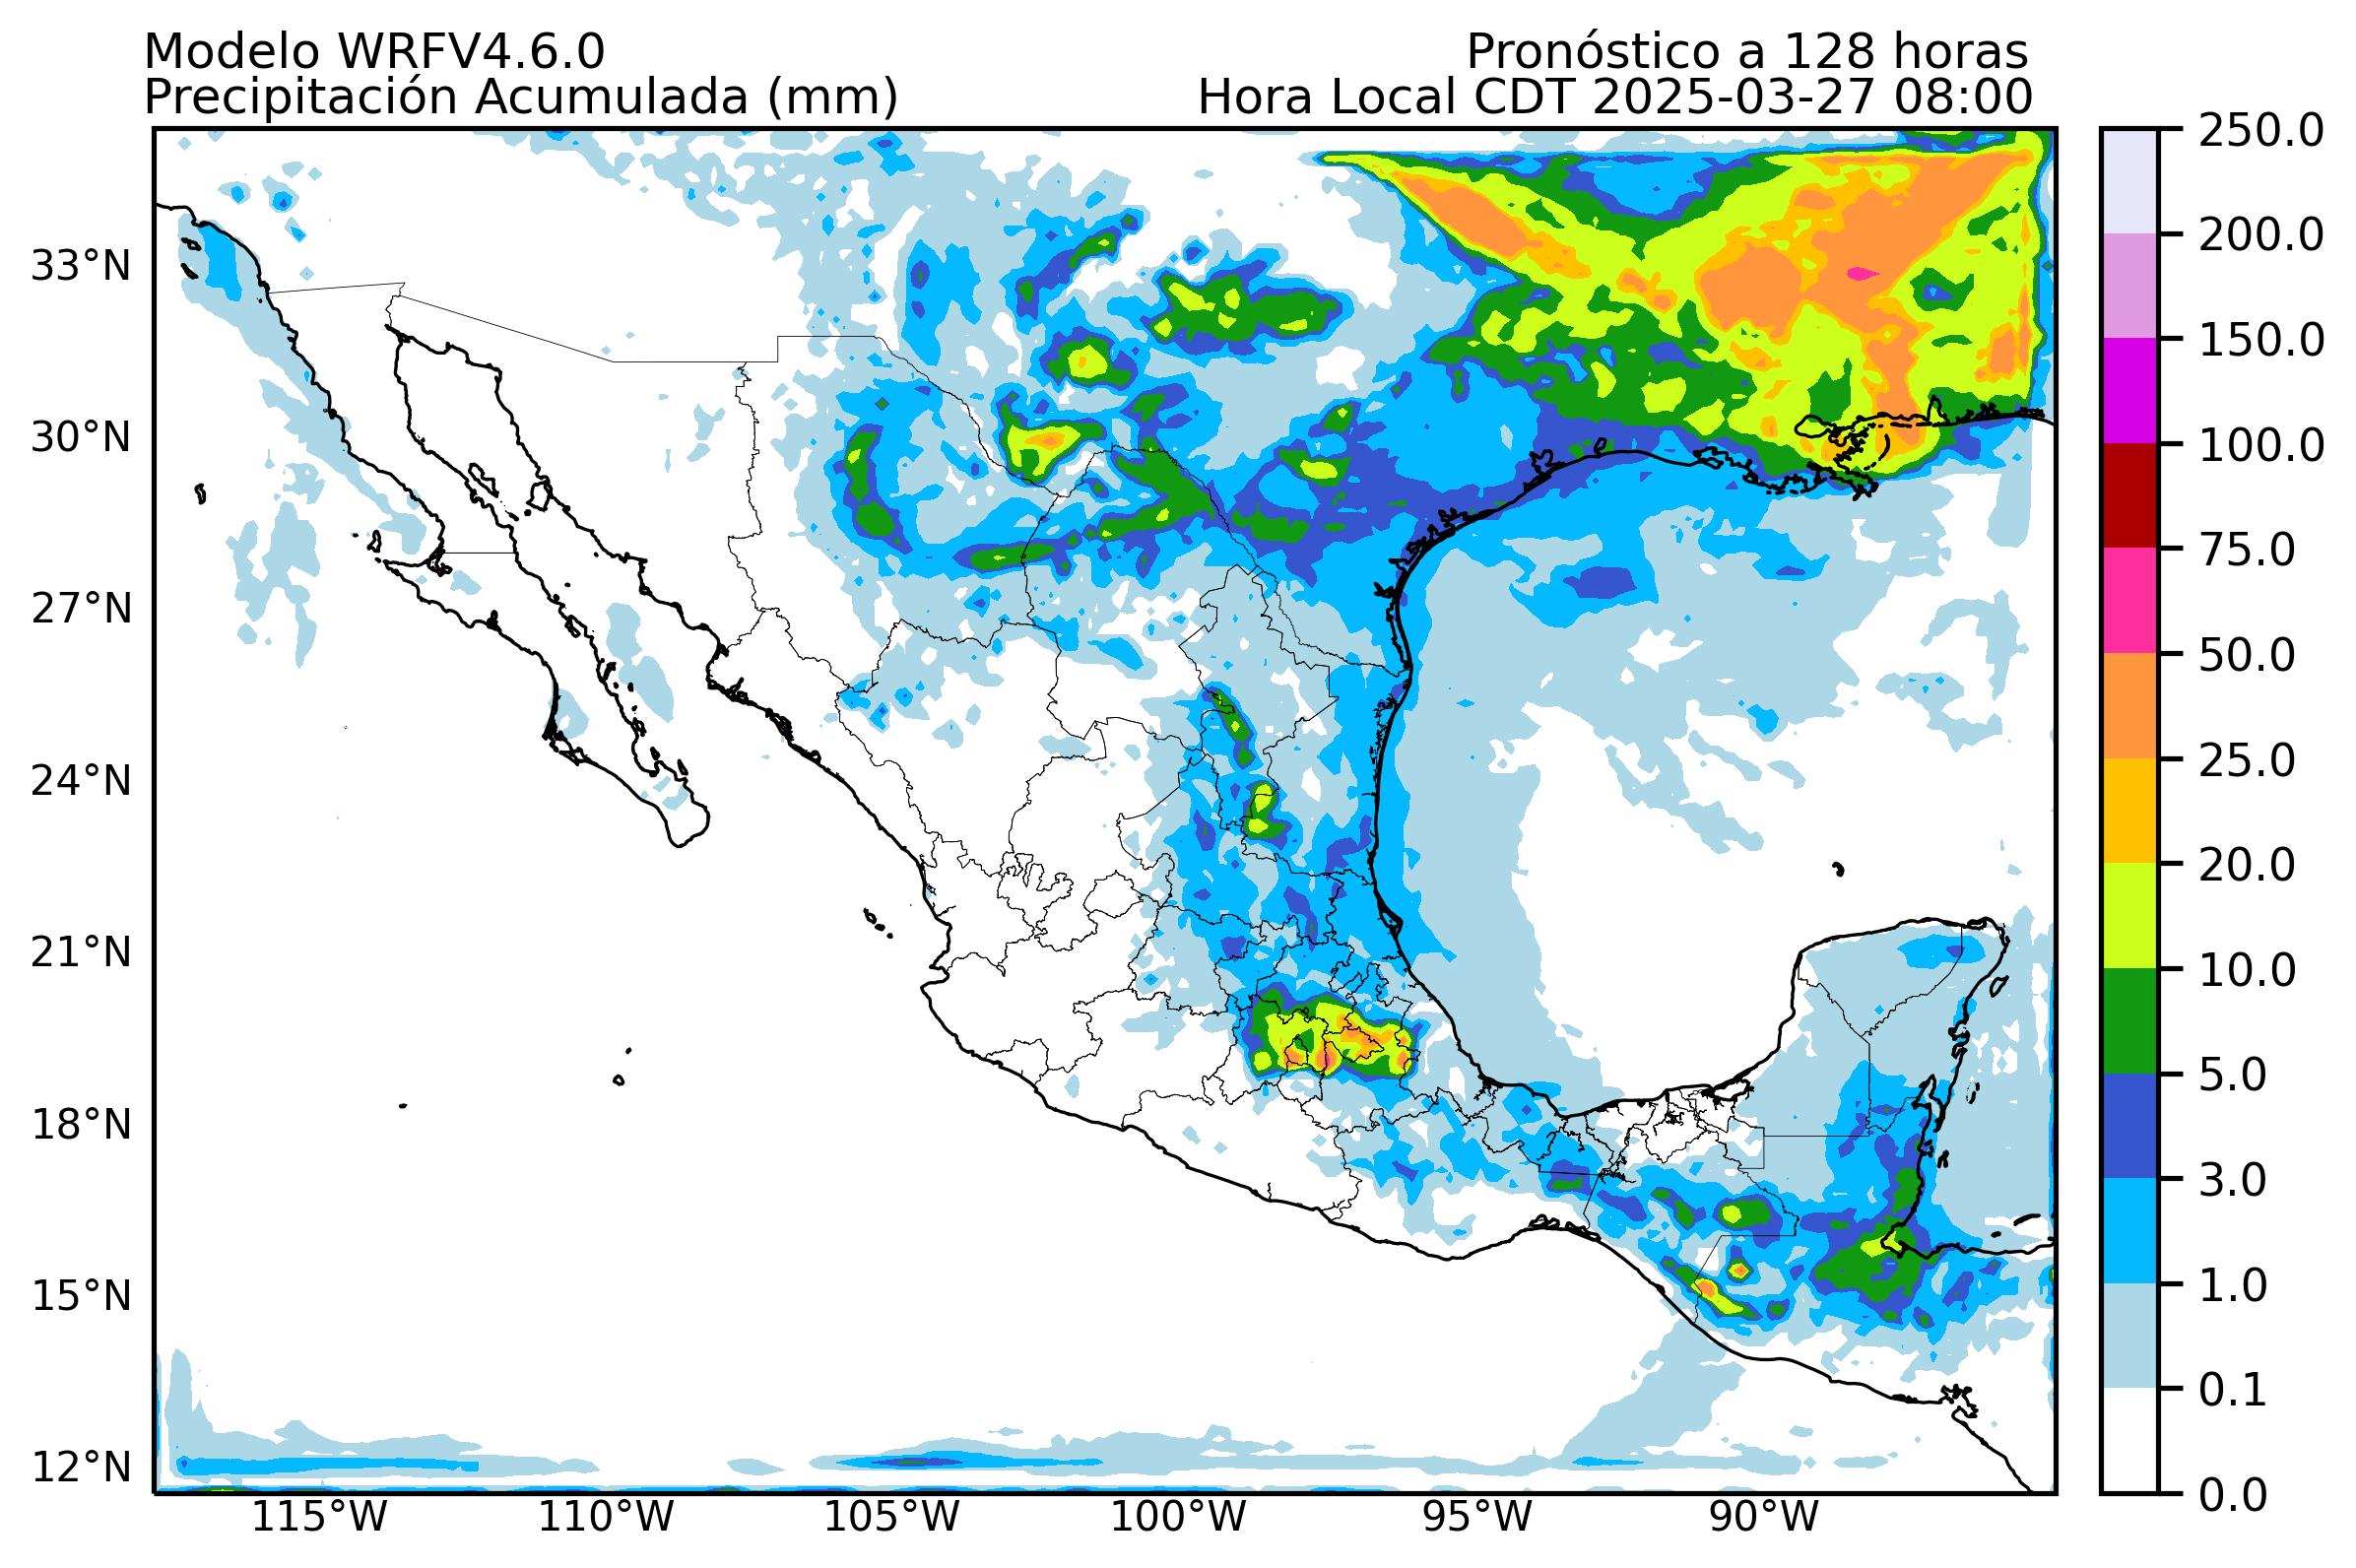 Modelo WRFV4.6.0
Pronóstico a 128 horas
Precipitación Acumulada (mm)
Hora Local CDT 2025-03-27 08:00
33°N
30°N
27°N
24°N
21°N
18°N
15°N
12°N
115°W
110°W
105°W
100°W
95°W
90°W
250.0
200.0
150.0
100.0
75.0
50.0
25.0
20.0
10.0
5.0
3.0
1.0
0.1
0.0